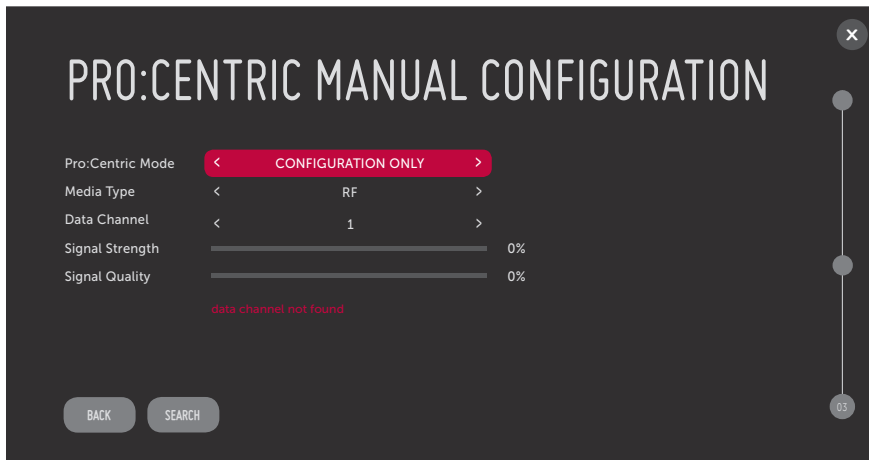 X
PRO:CENTRIC MANUAL CONFIGURATION
Pro:Centric Mode < CONFIGURATION ONLY >
Media Type < RF >
Data Channel < 1 >
Signal Strength 0%
Signal Quality 0%
data channel not found
BACK SEARCH 03